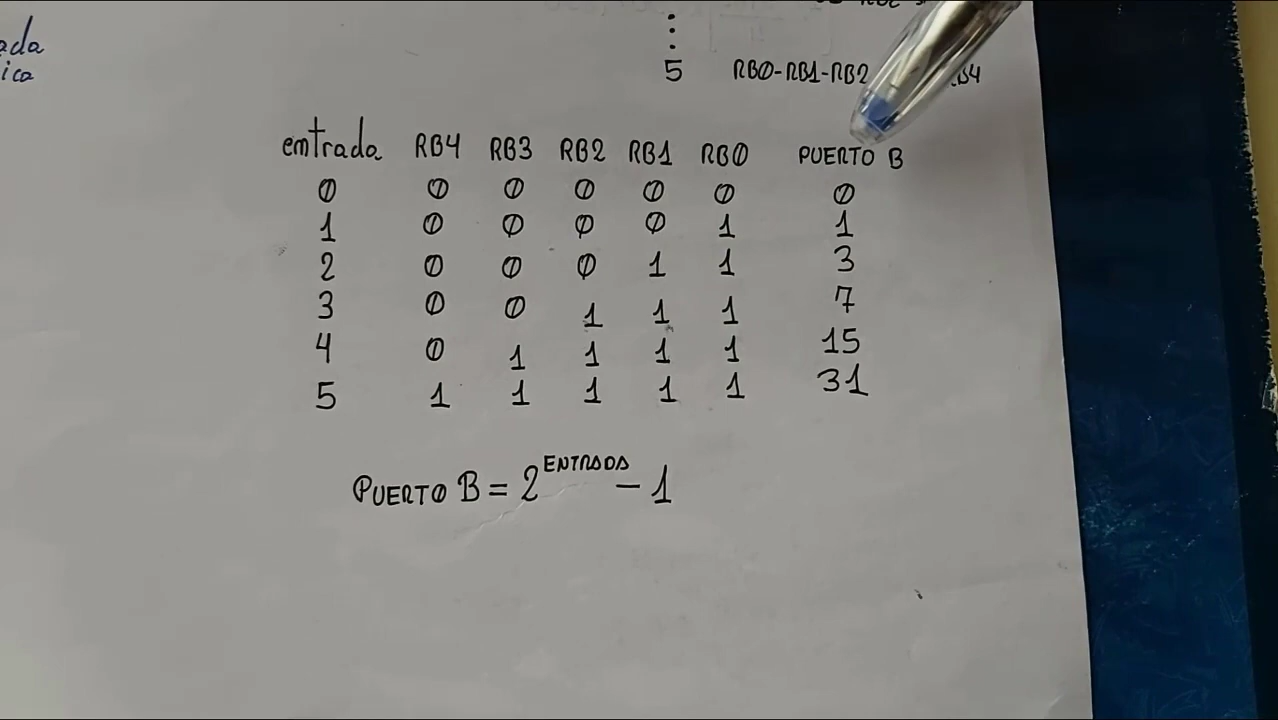 ada
ica
5 RB0-RB1-RB2
entrada RB4 RB3 RB2 RB1 RB0 PUERTO B
0 0 0 0 0 0 0
1 0 0 0 0 1 1
2 0 0 0 1 1 3
3 0 0 1 1 1 7
4 0 1 1 1 1 15
5 1 1 1 1 1 31
PUERTO B = 2^ENTRADA - 1